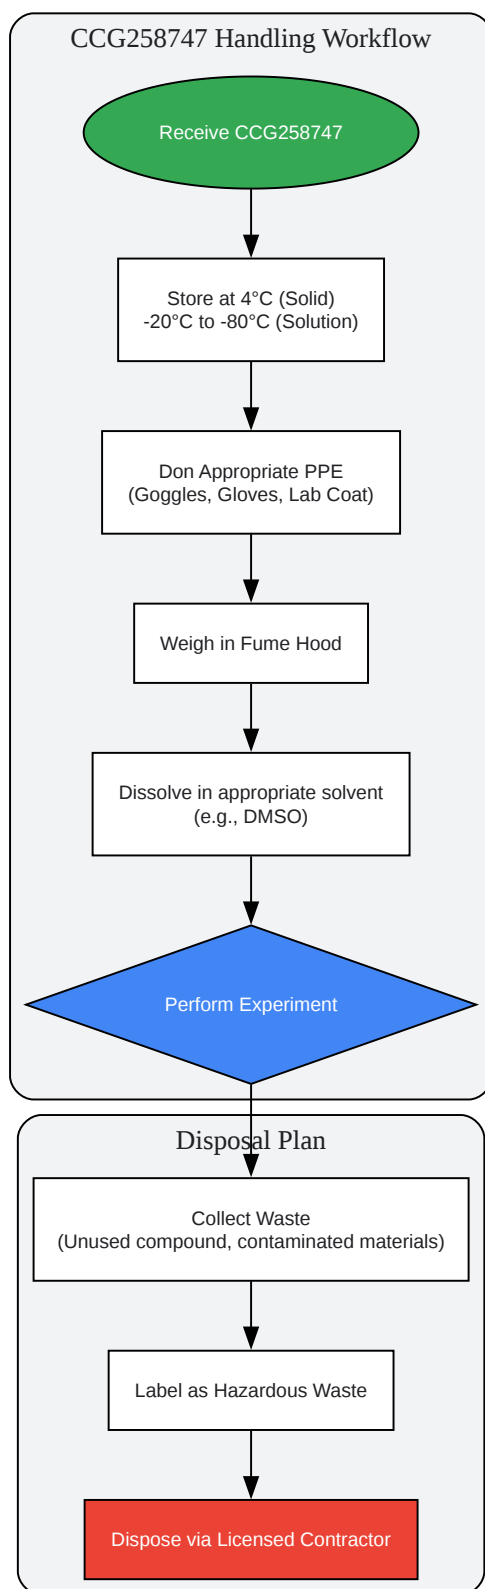 CCG258747 Handling Workflow
Receive CCG258747
Store at 4°C (Solid)
-20°C to -80°C (Solution)
Don Appropriate PPE
(Goggles, Gloves, Lab Coat)
Weigh in Fume Hood
Dissolve in appropriate solvent
(e.g., DMSO)
Perform Experiment
Disposal Plan
Collect Waste
(Unused compound, contaminated materials)
Label as Hazardous Waste
Dispose via Licensed Contractor